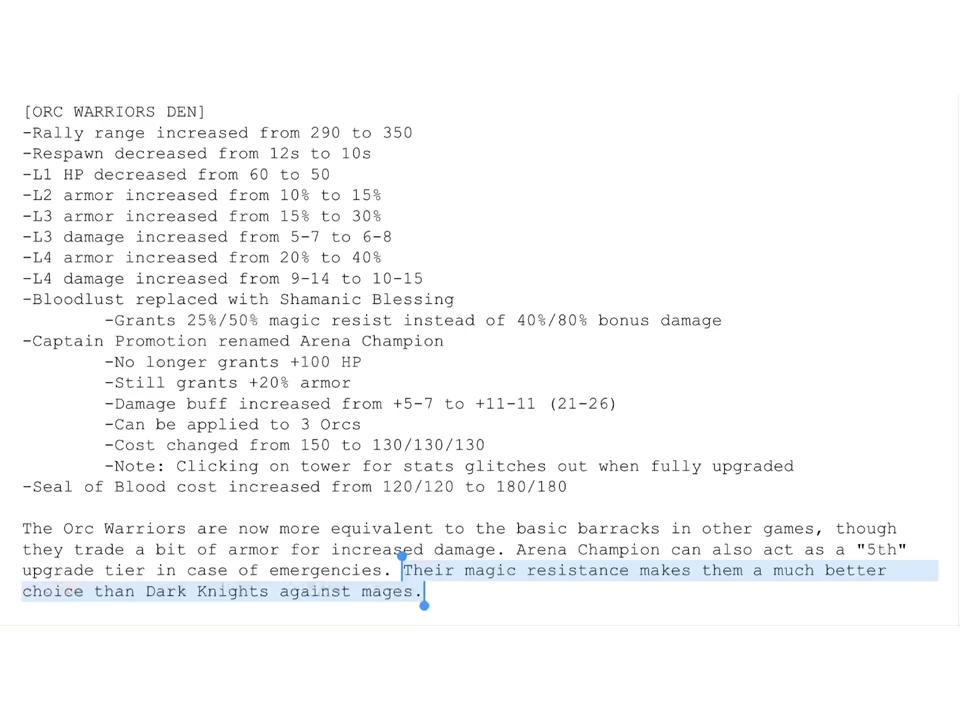 [ORC WARRIORS DEN]
-Rally range increased from 290 to 350
-Respawn decreased from 12s to 10s
-L1 HP decreased from 60 to 50
-L2 armor increased from 10% to 15%
-L3 armor increased from 15% to 30%
-L3 damage increased from 5-7 to 6-8
-L4 armor increased from 20% to 40%
-L4 damage increased from 9-14 to 10-15
-Bloodlust replaced with Shamanic Blessing
-Grants 25%/50% magic resist instead of 40%/80% bonus damage
-Captain Promotion renamed Arena Champion
-No longer grants +100 HP
-Still grants +20% armor
-Damage buff increased from +5-7 to +11-11 (21-26)
-Can be applied to 3 Orcs
-Cost changed from 150 to 130/130/130
-Note: Clicking on tower for stats glitches out when fully upgraded
-Seal of Blood cost increased from 120/120 to 180/180
The Orc Warriors are now more equivalent to the basic barracks in other games, though
they trade a bit of armor for increased damage. Arena Champion can also act as a "5th"
upgrade tier in case of emergencies. Their magic resistance makes them a much better
choice than Dark Knights against mages.